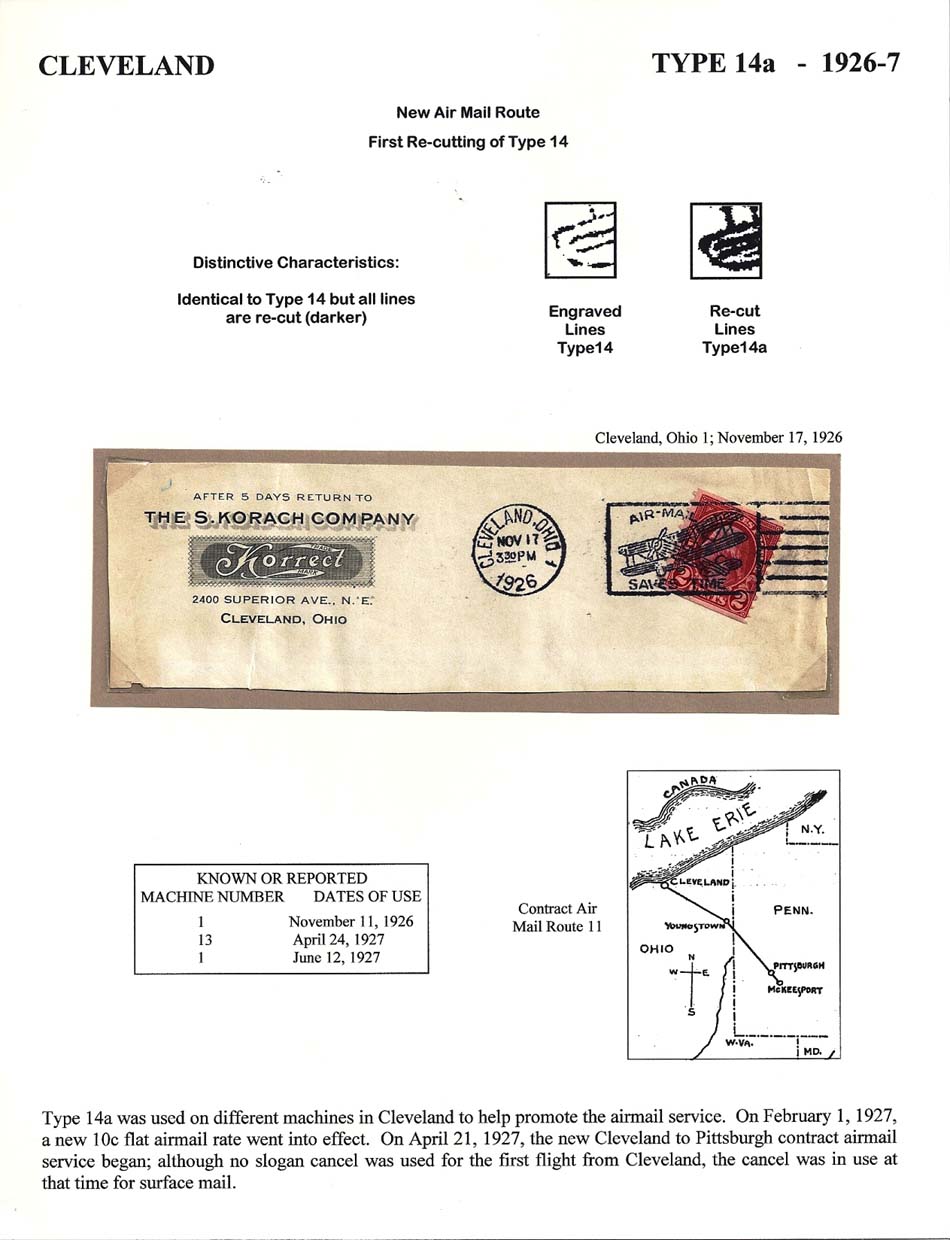 CLEVELAND
TYPE 14a - 1926-7
New Air Mail Route
First Re-cutting of Type 14
Distinctive Characteristics:
Identical to Type 14 but all lines
are re-cut (darker)
Engraved
Lines
Type14
Re-cut
Lines
Type14a
Cleveland, Ohio 1; November 17, 1926
AFTER 5 DAYS RETURN TO
THE S. KORACH COMPANY
TRADE
Korrect
MARK
2400 SUPERIOR AVE., N. E.
CLEVELAND, OHIO
CLEVELAND, OHIO 1
NOV 17
330 PM
1926
AIR-MAIL
SAVES TIME
2 CENTS 2
KNOWN OR REPORTED
MACHINE NUMBER DATES OF USE
1 November 11, 1926
13 April 24, 1927
1 June 12, 1927
Contract Air
Mail Route 11
CANADA
LAKE ERIE
N.Y.
CLEVELAND
PENN.
YOUNGSTOWN
OHIO
N
W E
S
PITTSBURGH
McKEESPORT
W.VA.
MD.
Type 14a was used on different machines in Cleveland to help promote the airmail service. On February 1, 1927,
a new 10c flat airmail rate went into effect. On April 21, 1927, the new Cleveland to Pittsburgh contract airmail
service began; although no slogan cancel was used for the first flight from Cleveland, the cancel was in use at
that time for surface mail.